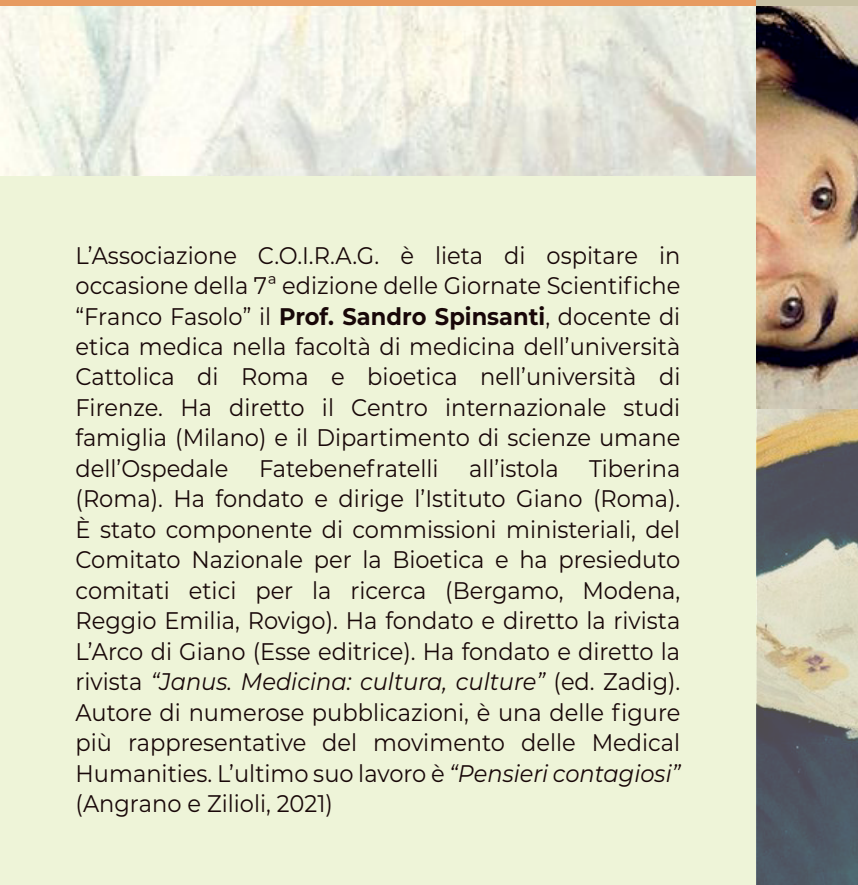 L’Associazione C.O.I.R.A.G. è lieta di ospitare in
occasione della 7ª edizione delle Giornate Scientifiche
“Franco Fasolo” il Prof. Sandro Spinsanti, docente di
etica medica nella facoltà di medicina dell’università
Cattolica di Roma e bioetica nell’università di
Firenze. Ha diretto il Centro internazionale studi
famiglia (Milano) e il Dipartimento di scienze umane
dell’Ospedale Fatebenefratelli all’istola Tiberina
(Roma). Ha fondato e dirige l’Istituto Giano (Roma).
È stato componente di commissioni ministeriali, del
Comitato Nazionale per la Bioetica e ha presieduto
comitati etici per la ricerca (Bergamo, Modena,
Reggio Emilia, Rovigo). Ha fondato e diretto la rivista
L’Arco di Giano (Esse editrice). Ha fondato e diretto la
rivista “Janus. Medicina: cultura, culture” (ed. Zadig).
Autore di numerose pubblicazioni, è una delle figure
più rappresentative del movimento delle Medical
Humanities. L’ultimo suo lavoro è “Pensieri contagiosi”
(Angrano e Zilioli, 2021)